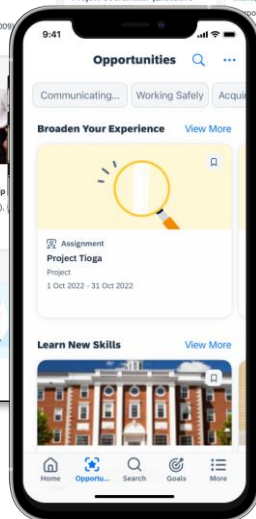 9:41
Opportunities
Communicating...
Working Safely
Acqui
Broaden Your Experience
View More
Assignment
Project Tioga
Project
1 Oct 2022 - 31 Oct 2022
Learn New Skills
View More
Home
Opportu...
Search
Goals
More